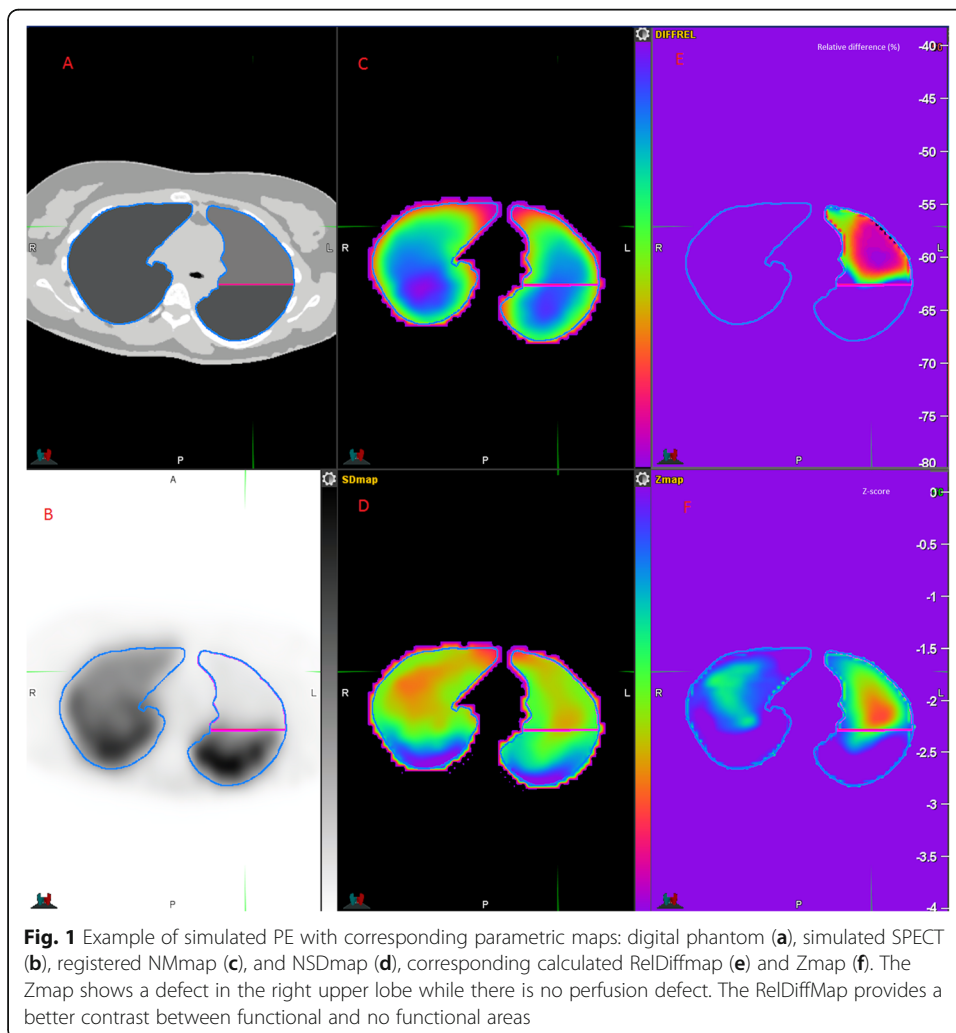 A
R
L
P
C
R
L
P
DIFFREL
Relative difference (%)
E
R
L
P
-40
-55
-60
-65
-70
-75
-80
A
B
R
L
P
SDmap
D
R
L
P
Zmap
Z-score
F
R
L
P
0
-0.5
-1
-1.5
-2
-2.5
-3
-3.5
-4
Fig. 1 Example of simulated PE with corresponding parametric maps: digital phantom (a), simulated SPECT
(b), registered NMmap (c), and NSDmap (d), corresponding calculated RelDiffmap (e) and Zmap (f). The
Zmap shows a defect in the right upper lobe while there is no perfusion defect. The RelDiffMap provides a
better contrast between functional and no functional areas